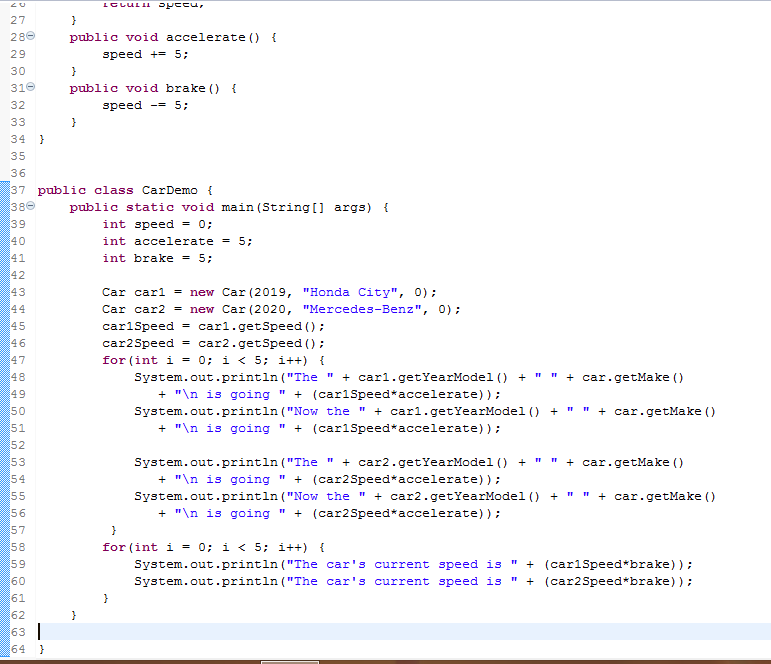 26 return speed;
27 }
28 public void accelerate() {
29 speed += 5;
30 }
31 public void brake() {
32 speed -= 5;
33 }
34 }
35
36
37 public class CarDemo {
38 public static void main(String[] args) {
39 int speed = 0;
40 int accelerate = 5;
41 int brake = 5;
42
43 Car car1 = new Car(2019, "Honda City", 0);
44 Car car2 = new Car(2020, "Mercedes-Benz", 0);
45 car1Speed = car1.getSpeed();
46 car2Speed = car2.getSpeed();
47 for(int i = 0; i < 5; i++) {
48 System.out.println("The " + car1.getYearModel() + " " + car.getMake()
49 + "\n is going " + (car1Speed*accelerate));
50 System.out.println("Now the " + car1.getYearModel() + " " + car.getMake()
51 + "\n is going " + (car1Speed*accelerate));
52
53 System.out.println("The " + car2.getYearModel() + " " + car.getMake()
54 + "\n is going " + (car2Speed*accelerate));
55 System.out.println("Now the " + car2.getYearModel() + " " + car.getMake()
56 + "\n is going " + (car2Speed*accelerate));
57 }
58 for(int i = 0; i < 5; i++) {
59 System.out.println("The car's current speed is " + (car1Speed*brake));
60 System.out.println("The car's current speed is " + (car2Speed*brake));
61 }
62 }
63
64 }